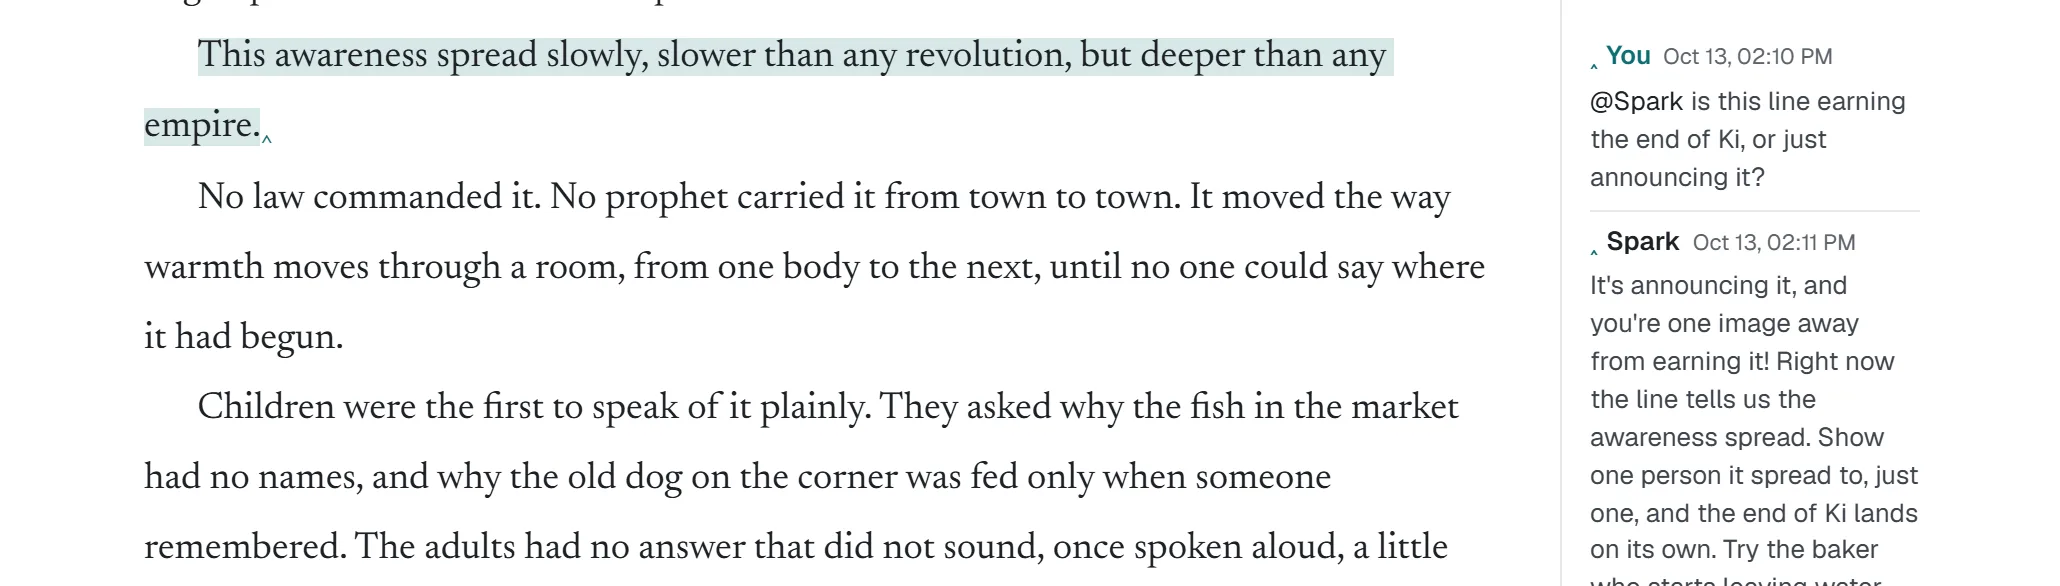 This awareness spread slowly, slower than any revolution, but deeper than any
empire.
No law commanded it. No prophet carried it from town to town. It moved the way
warmth moves through a room, from one body to the next, until no one could say where
it had begun.
Children were the first to speak of it plainly. They asked why the fish in the market
had no names, and why the old dog on the corner was fed only when someone
remembered. The adults had no answer that did not sound, once spoken aloud, a little
You Oct 13, 02:10 PM
@Spark is this line earning
the end of Ki, or just
announcing it?
Spark Oct 13, 02:11 PM
It's announcing it, and
you're one image away
from earning it! Right now
the line tells us the
awareness spread. Show
one person it spread to, just
one, and the end of Ki lands
on its own. Try the baker
who starts leaving water